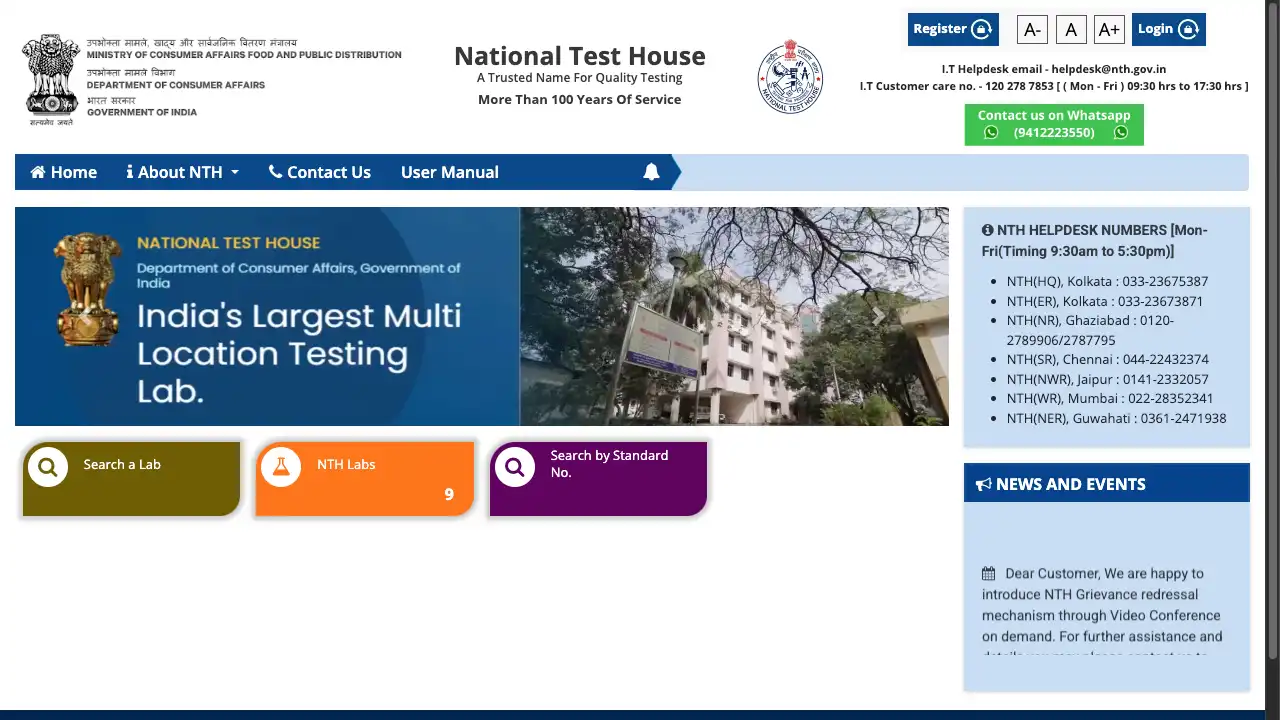 उपभोक्ता मामले, खाद्य और सार्वजनिक वितरण मंत्रालय
MINISTRY OF CONSUMER AFFAIRS FOOD AND PUBLIC DISTRIBUTION
उपभोक्ता मामले विभाग
DEPARTMENT OF CONSUMER AFFAIRS
भारत सरकार
GOVERNMENT OF INDIA
सत्यमेव जयते
National Test House
A Trusted Name For Quality Testing
More Than 100 Years Of Service
NATIONAL TEST HOUSE
Register
A-
A
A+
Login
I.T Helpdesk email - helpdesk@nth.gov.in
I.T Customer care no. - 120 278 7853 [ ( Mon - Fri ) 09:30 hrs to 17:30 hrs ]
Contact us on Whatsapp
(9412223550)
Home
About NTH
Contact Us
User Manual
NATIONAL TEST HOUSE
Department of Consumer Affairs, Government of
India
India's Largest Multi
Location Testing
Lab.
NTH HELPDESK NUMBERS [Mon-
Fri(Timing 9:30am to 5:30pm)]
NTH(HQ), Kolkata : 033-23675387
NTH(ER), Kolkata : 033-23673871
NTH(NR), Ghaziabad : 0120-
2789906/2787795
NTH(SR), Chennai : 044-22432374
NTH(NWR), Jaipur : 0141-2332057
NTH(WR), Mumbai : 022-28352341
NTH(NER), Guwahati : 0361-2471938
Search a Lab
NTH Labs
9
Search by Standard
No.
NEWS AND EVENTS
Dear Customer, We are happy to
introduce NTH Grievance redressal
mechanism through Video Conference
on demand. For further assistance and